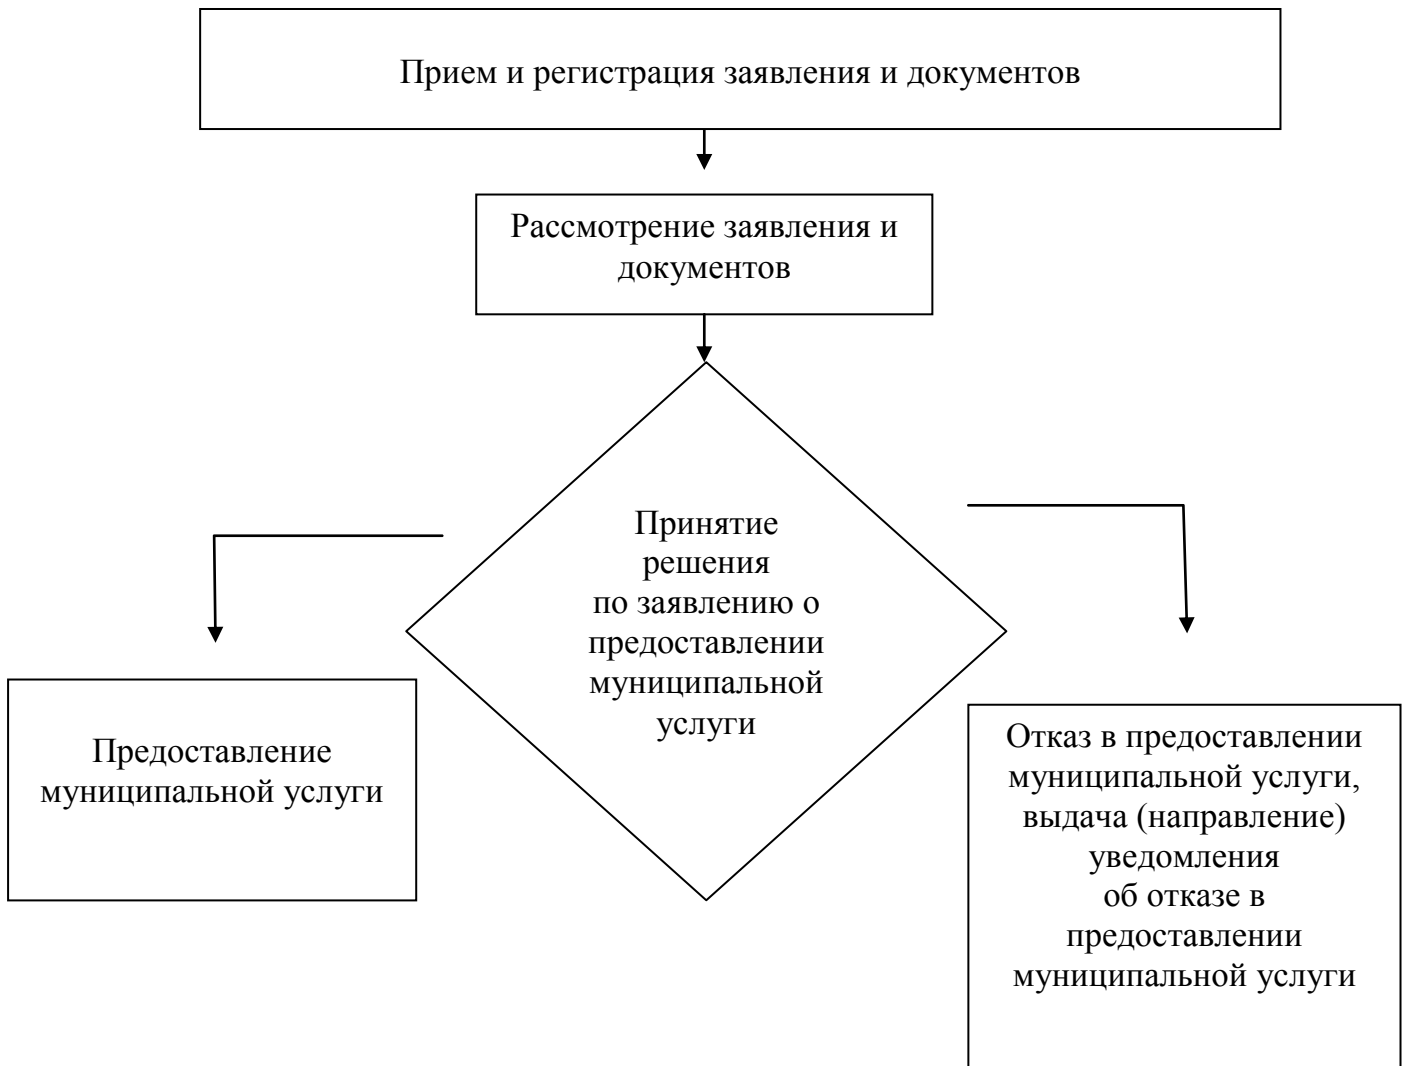 Прием и регистрация заявления и документов
Рассмотрение заявления и
документов
Принятие
решения
по заявлению о
предоставлении
муниципальной
услуги
Предоставление
муниципальной услуги
Отказ в предоставлении
муниципальной услуги,
выдача (направление)
уведомления
об отказе в
предоставлении
муниципальной услуги